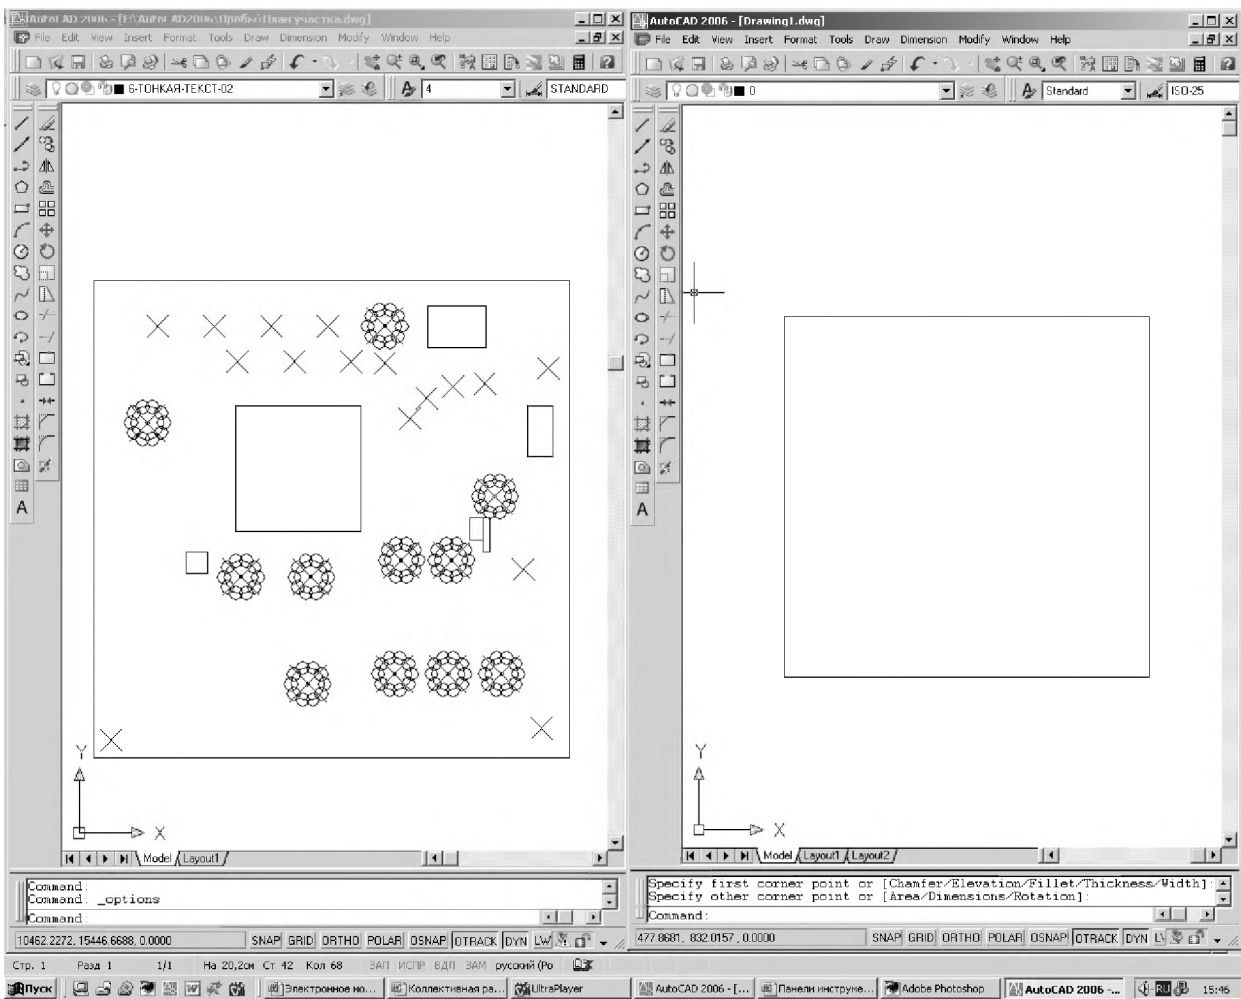 AutoCAD 2006 - [E:\AutoCAD2006\Пробы\План участка.dwg]
File Edit View Insert Format Tools Draw Dimension Modify Window Help
6-ТОНКАЯ-ТЕКСТ-02
4
STANDARD
A
Y
X
Model Layout1
Command:
Command: _options
Command:
10462.2272, 15446.6688, 0.0000
SNAP GRID ORTHO POLAR OSNAP OTRACK DYN LW
AutoCAD 2006 - [Drawing1.dwg]
File Edit View Insert Format Tools Draw Dimension Modify Window Help
0
Standard
ISO-25
A
Y
X
Model Layout1 Layout2
Specify first corner point or [Chamfer/Elevation/Fillet/Thickness/Width]:
Specify other corner point or [Area/Dimensions/Rotation]:
Command:
477.8681, 832.0157, 0.0000
SNAP GRID ORTHO POLAR OSNAP OTRACK DYN
Стр. 1 Разд 1 1/1 На 20,2см Ст 42 Кол 68 ЗАП ИСПР ВДЛ ЗАМ русский (Ро
Пуск
Электронное мо...
Коллективная ра...
UltraPlayer
AutoCAD 2006 - [...
Панели инструме...
Adobe Photoshop
AutoCAD 2006 -...
RU
15:46